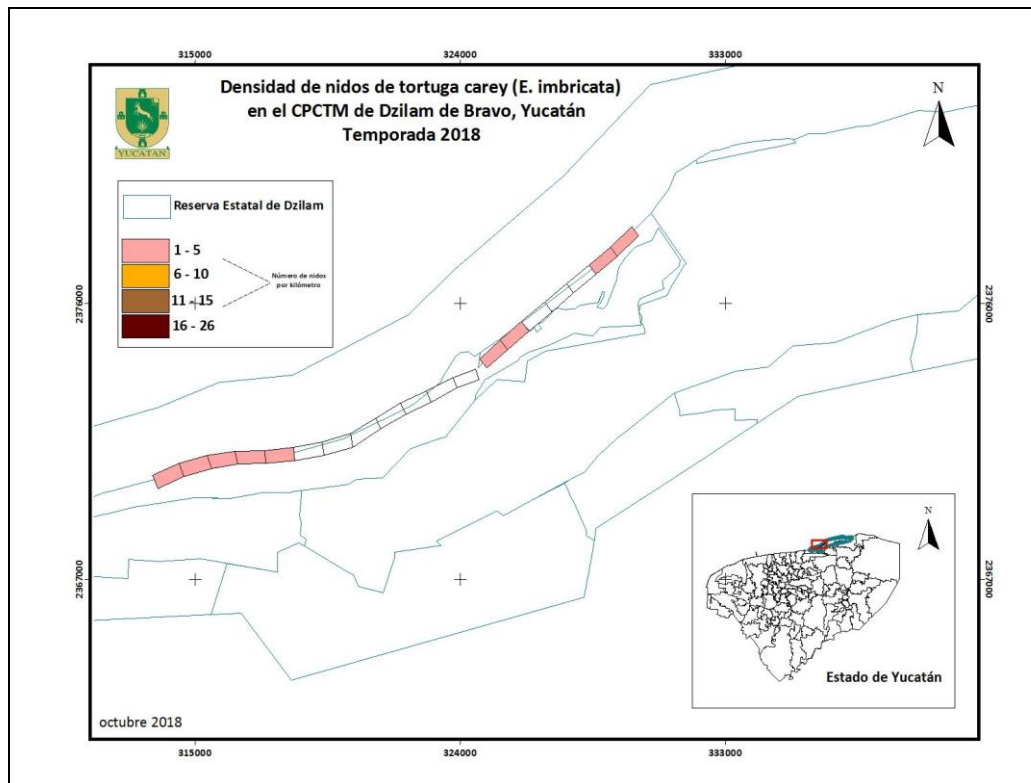 315000 324000 333000
Densidad de nidos de tortuga carey (E. imbricata)
en el CPCTM de Dzilam de Bravo, Yucatán
Temporada 2018
YUCATAN
N
Reserva Estatal de Dzilam
1 - 5
6 - 10
11 - 15
16 - 26
Número de nidos
por kilómetro
2376000 2376000
2367000 2367000
N
Estado de Yucatán
octubre 2018
315000 324000 333000